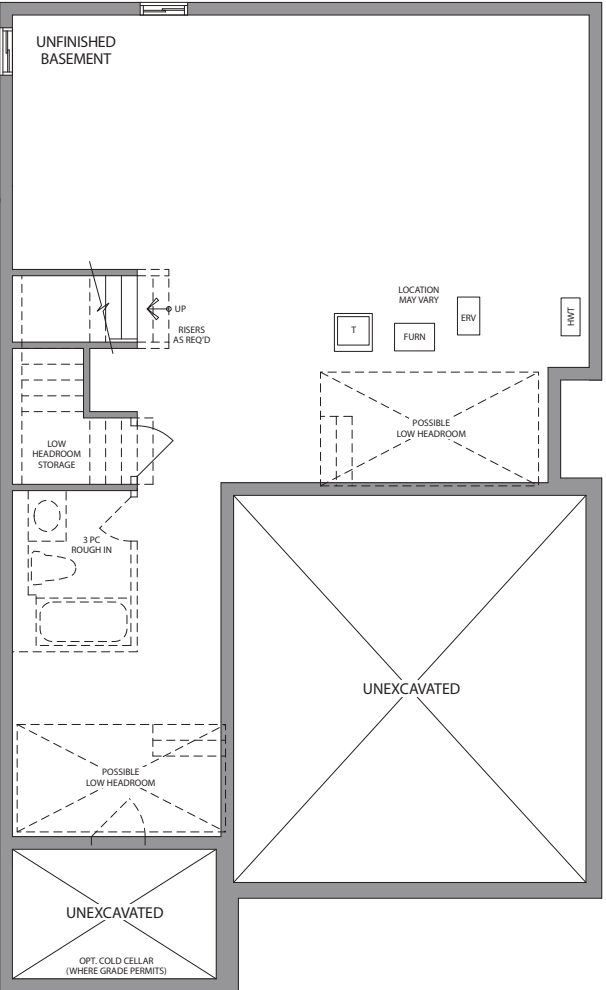 UNFINISHED
BASEMENT
UP
RISERS
AS REQ'D
LOCATION
MAY VARY
T
FURN
ERV
HWT
POSSIBLE
LOW HEADROOM
LOW
HEADROOM
STORAGE
3 PC
ROUGH IN
UNEXCAVATED
POSSIBLE
LOW HEADROOM
UNEXCAVATED
OPT. COLD CELLAR
(WHERE GRADE PERMITS)